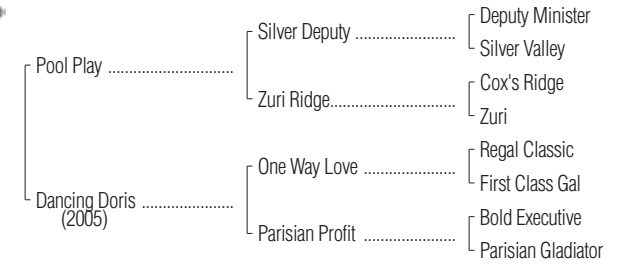 Deputy Minister
Silver Deputy ........................
Silver Valley
Pool Play ..............................
Cox's Ridge
Zuri Ridge..............................
Zuri
Regal Classic
One Way Love ......................
First Class Gal
Dancing Doris ......................
(2005)
Bold Executive
Parisian Profit ......................
Parisian Gladiator